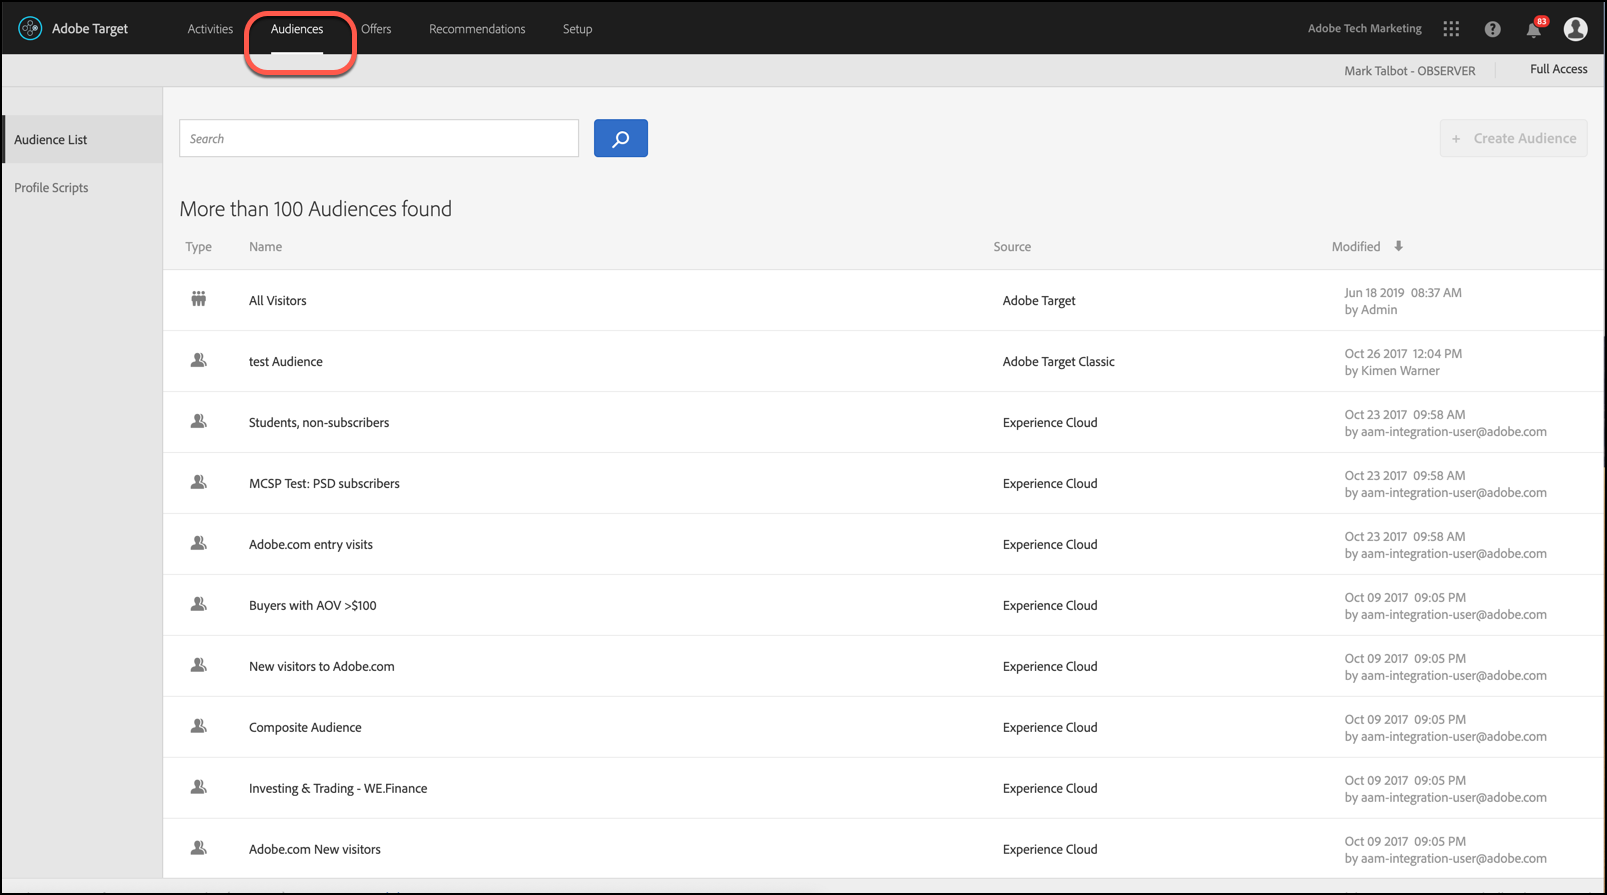 Adobe Target
Activities
Audiences
Offers
Recommendations
Setup
Adobe Tech Marketing
83
Mark Talbot - OBSERVER
Full Access
Audience List
Profile Scripts
Search
+ Create Audience
More than 100 Audiences found
Type Name Source Modified
All Visitors Adobe Target Jun 18 2019 08:37 AM
by Admin
test Audience Adobe Target Classic Oct 26 2017 12:04 PM
by Kimen Warner
Students, non-subscribers Experience Cloud Oct 23 2017 09:58 AM
by aam-integration-user@adobe.com
MCSP Test: PSD subscribers Experience Cloud Oct 23 2017 09:58 AM
by aam-integration-user@adobe.com
Adobe.com entry visits Experience Cloud Oct 23 2017 09:58 AM
by aam-integration-user@adobe.com
Buyers with AOV >$100 Experience Cloud Oct 09 2017 09:05 PM
by aam-integration-user@adobe.com
New visitors to Adobe.com Experience Cloud Oct 09 2017 09:05 PM
by aam-integration-user@adobe.com
Composite Audience Experience Cloud Oct 09 2017 09:05 PM
by aam-integration-user@adobe.com
Investing & Trading - WE.Finance Experience Cloud Oct 09 2017 09:05 PM
by aam-integration-user@adobe.com
Adobe.com New visitors Experience Cloud Oct 09 2017 09:05 PM
by aam-integration-user@adobe.com